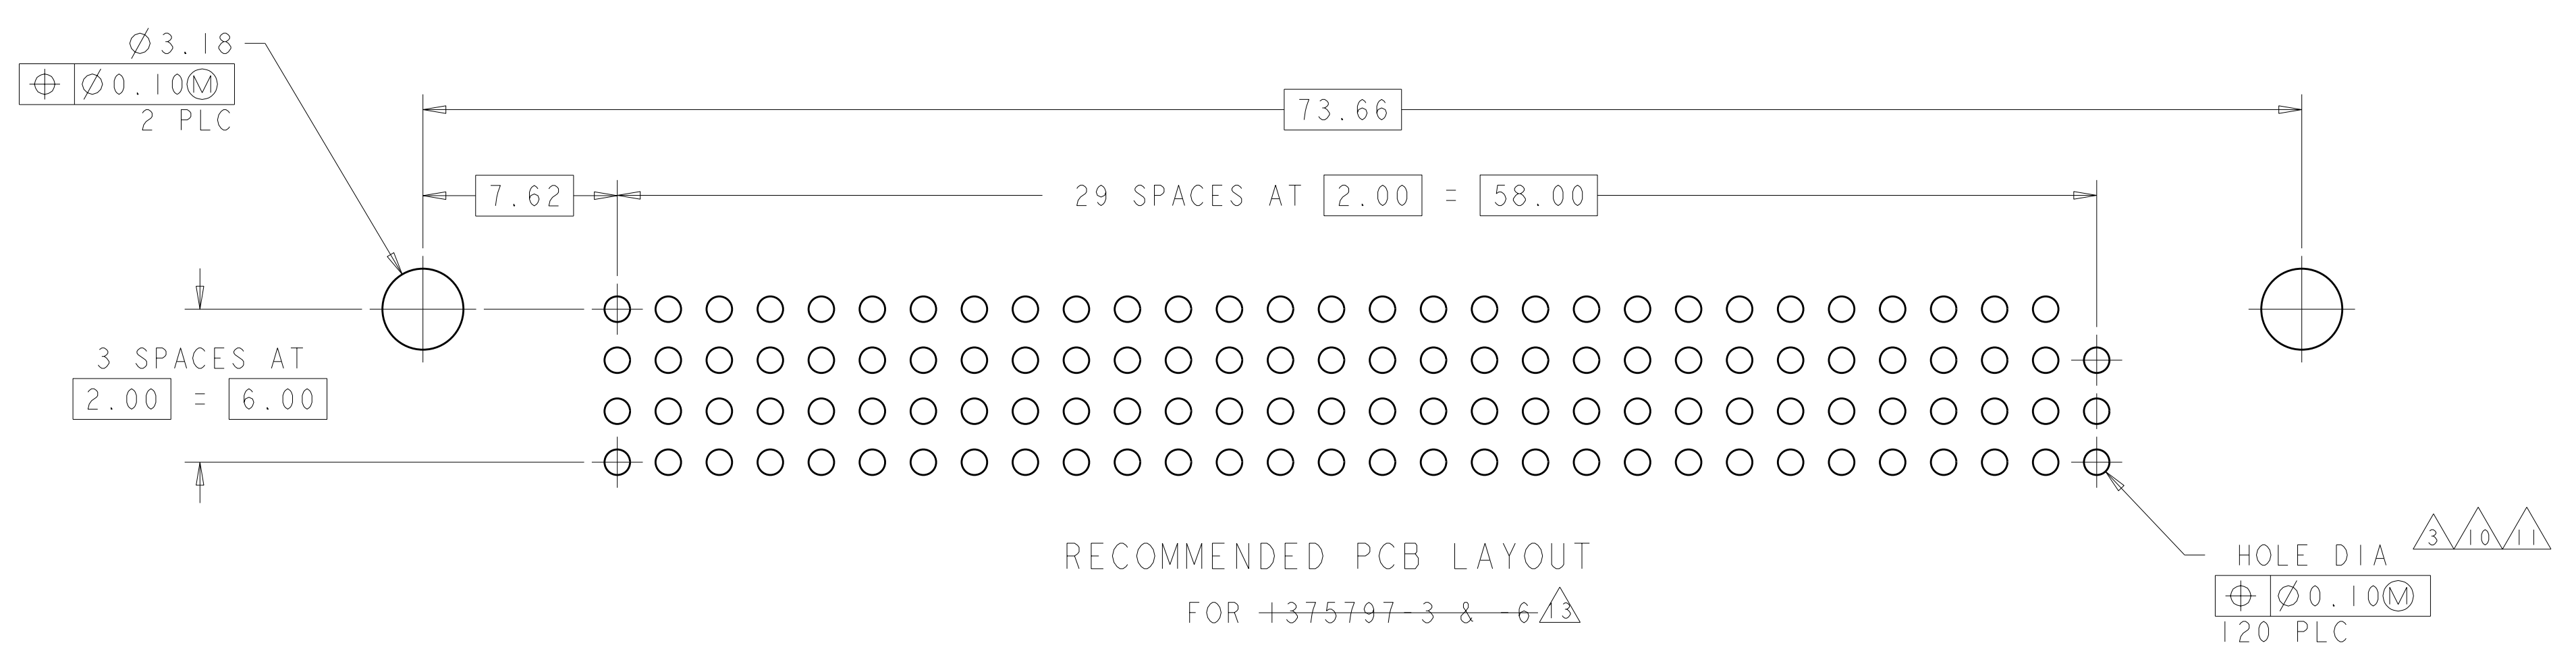 Ø3.18
⌖ Ø0.10Ⓜ
2 PLC
73.66
7.62
29 SPACES AT 2.00 = 58.00
3 SPACES AT
2.00 = 6.00
RECOMMENDED PCB LAYOUT
FOR 1375797-3 & -6 13
3 10 11
HOLE DIA
⌖ Ø0.10Ⓜ
120 PLC